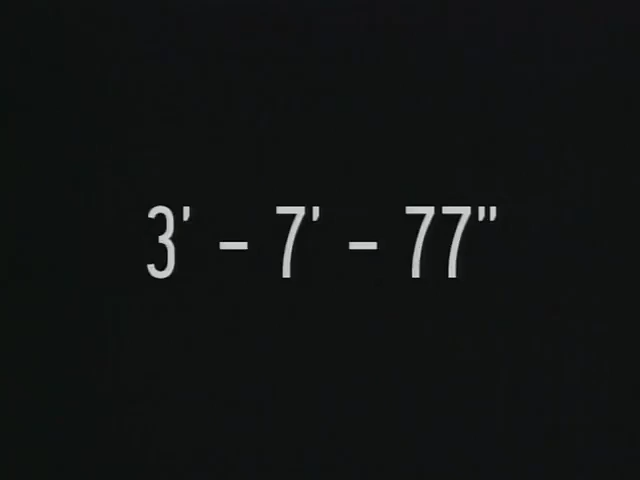 3' – 7' – 77"